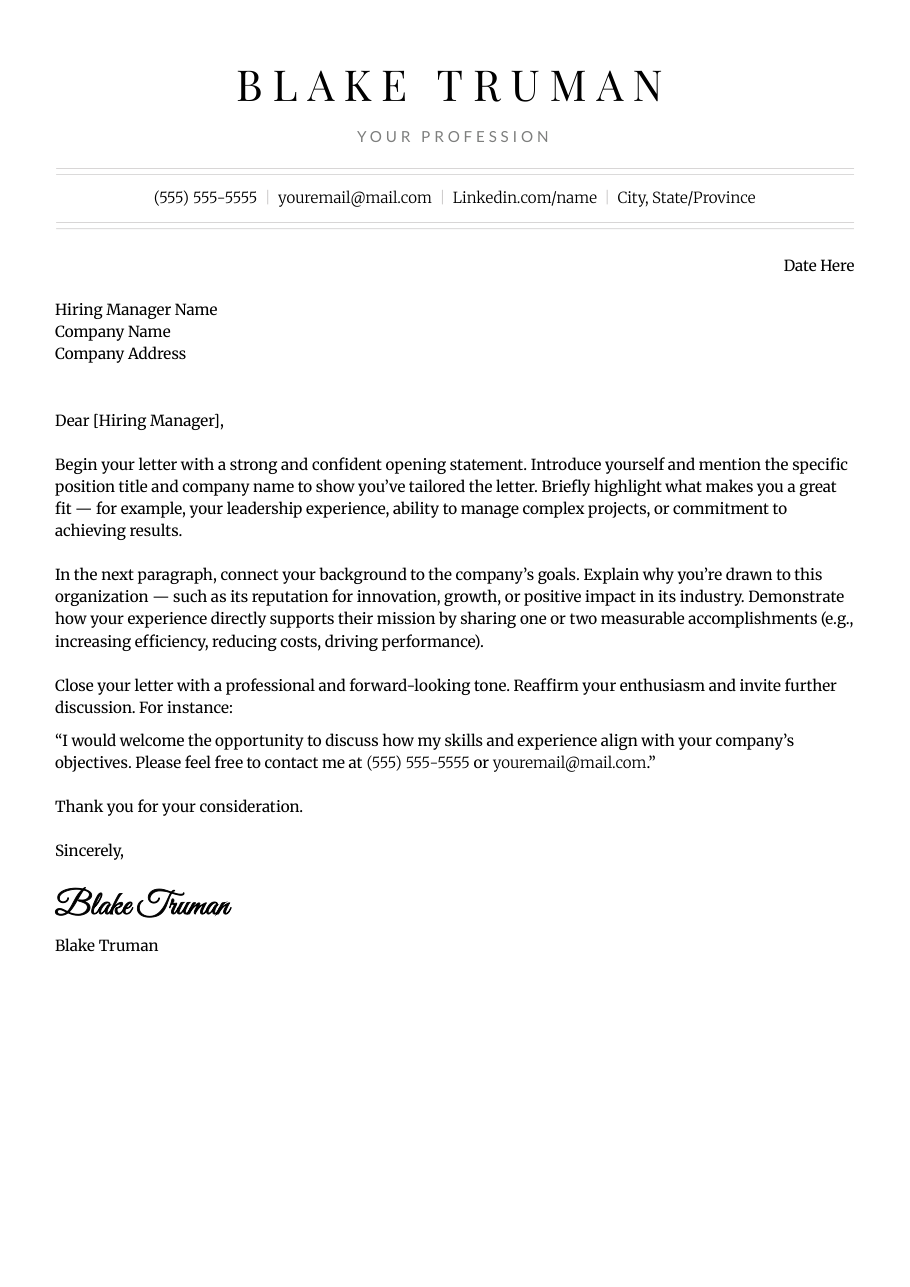 BLAKE TRUMAN
YOUR PROFESSION
(555) 555-5555 | youremail@mail.com | Linkedin.com/name | City, State/Province
Date Here
Hiring Manager Name
Company Name
Company Address
Dear [Hiring Manager],
Begin your letter with a strong and confident opening statement. Introduce yourself and mention the specific
position title and company name to show you’ve tailored the letter. Briefly highlight what makes you a great
fit — for example, your leadership experience, ability to manage complex projects, or commitment to
achieving results.
In the next paragraph, connect your background to the company’s goals. Explain why you’re drawn to this
organization — such as its reputation for innovation, growth, or positive impact in its industry. Demonstrate
how your experience directly supports their mission by sharing one or two measurable accomplishments (e.g.,
increasing efficiency, reducing costs, driving performance).
Close your letter with a professional and forward-looking tone. Reaffirm your enthusiasm and invite further
discussion. For instance:
“I would welcome the opportunity to discuss how my skills and experience align with your company’s
objectives. Please feel free to contact me at (555) 555-5555 or youremail@mail.com.”
Thank you for your consideration.
Sincerely,
Blake Truman
Blake Truman